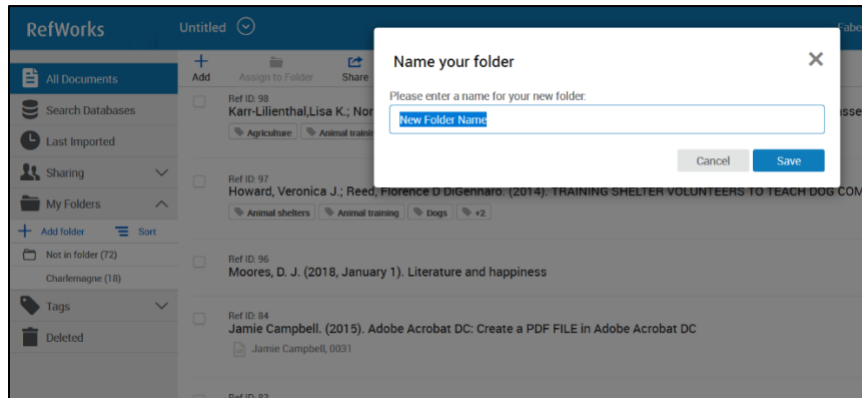 RefWorks
Untitled
All Documents
Search Databases
Last Imported
Sharing
My Folders
Add folder Sort
Not in folder (72)
Charlemagne (18)
Tags
Deleted
Add Assign to Folder Share
Ref ID: 98
Karr-Lilienthal,Lisa K.; Nor
Agriculture Animal trainin
Ref ID: 97
Howard, Veronica J.; Reed, Florence D DiGennaro. (2014). TRAINING SHELTER VOLUNTEERS TO TEACH DOG COM
Animal shelters Animal training Dogs +2
Ref ID: 96
Moores, D. J. (2018, January 1). Literature and happiness
Ref ID: 84
Jamie Campbell. (2015). Adobe Acrobat DC: Create a PDF FILE in Adobe Acrobat DC
Jamie Campbell, 0031
Name your folder
Please enter a name for your new folder:
New Folder Name
Cancel Save